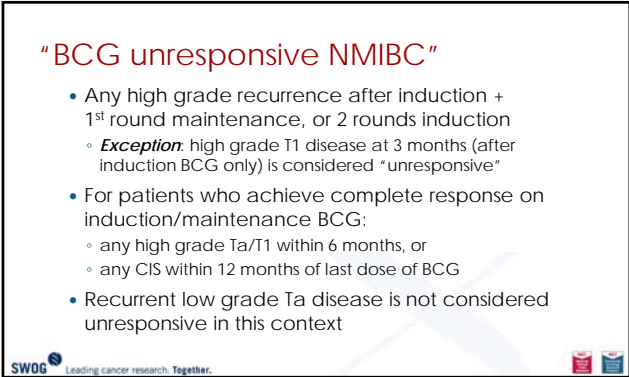 “BCG unresponsive NMIBC”
• Any high grade recurrence after induction +
1st round maintenance, or 2 rounds induction
◦ Exception: high grade T1 disease at 3 months (after
induction BCG only) is considered “unresponsive”
• For patients who achieve complete response on
induction/maintenance BCG:
◦ any high grade Ta/T1 within 6 months, or
◦ any CIS within 12 months of last dose of BCG
• Recurrent low grade Ta disease is not considered
unresponsive in this context
SWOG Leading cancer research. Together.